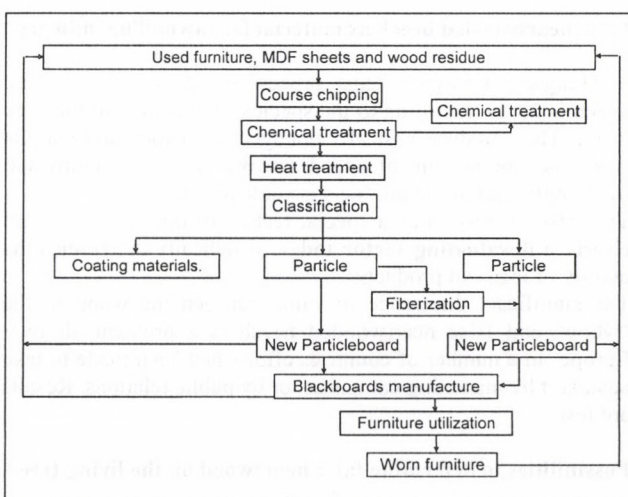 Used furniture, MDF sheets and wood residue
Course chipping
Chemical treatment
Chemical treatment
Heat treatment
Classification
Coating materials.
Particle
Particle
Fiberization
New Particleboard
New Particleboard
Blackboards manufacture
Furniture utilization
Worn furniture